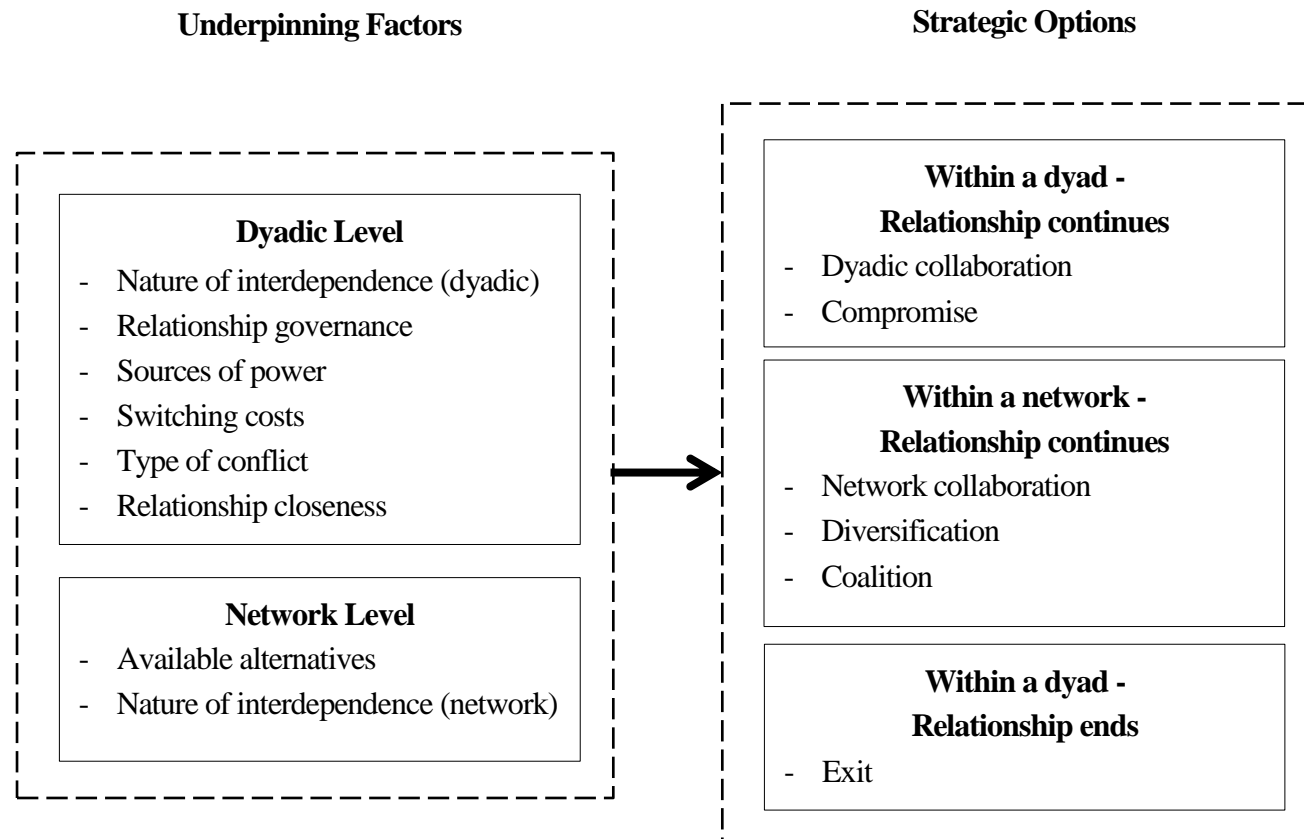 Underpinning Factors
Strategic Options
Dyadic Level
- Nature of interdependence (dyadic)
- Relationship governance
- Sources of power
- Switching costs
- Type of conflict
- Relationship closeness
Network Level
- Available alternatives
- Nature of interdependence (network)
Within a dyad -
Relationship continues
- Dyadic collaboration
- Compromise
Within a network -
Relationship continues
- Network collaboration
- Diversification
- Coalition
Within a dyad -
Relationship ends
- Exit